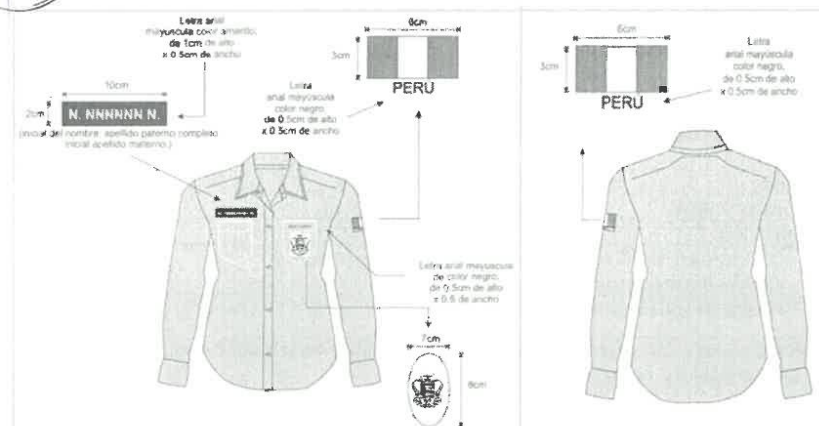 Letra arial
mayuscula color amarillo,
de 1cm de alto
x 0.5cm de ancho
10cm
2cm
N. NNNNNN N.
(inicial del nombre, apellido paterno completo
inicial apellido materno.)
6cm
3cm
PERU
Letra
arial mayúscula
color negro
de 0.5cm de alto
x 0.5cm de ancho
Letra arial mayuscula
de color negro,
de 0.5cm de alto
x 0.5 de ancho
7cm
9cm
6cm
3cm
PERU
Letra
arial mayúscula
color negro,
de 0.5cm de alto
x 0.5cm de ancho